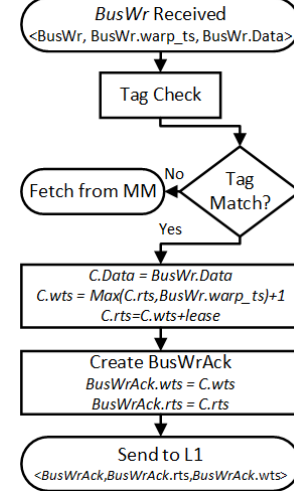 BusWr Received
<BusWr, BusWr.warp_ts, BusWr.Data>
Tag Check
No
Tag
Fetch from MM
Match?
Yes
C.Data = BusWr.Data
C.wts = Max(C.rts,BusWr.warp_ts)+1
C.rts=C.wts+lease
Create BusWrAck
BusWrAck.wts = C.wts
BusWrAck.rts = C.rts
Send to L1
<BusWrAck,BusWrAck.rts,BusWrAck.wts>